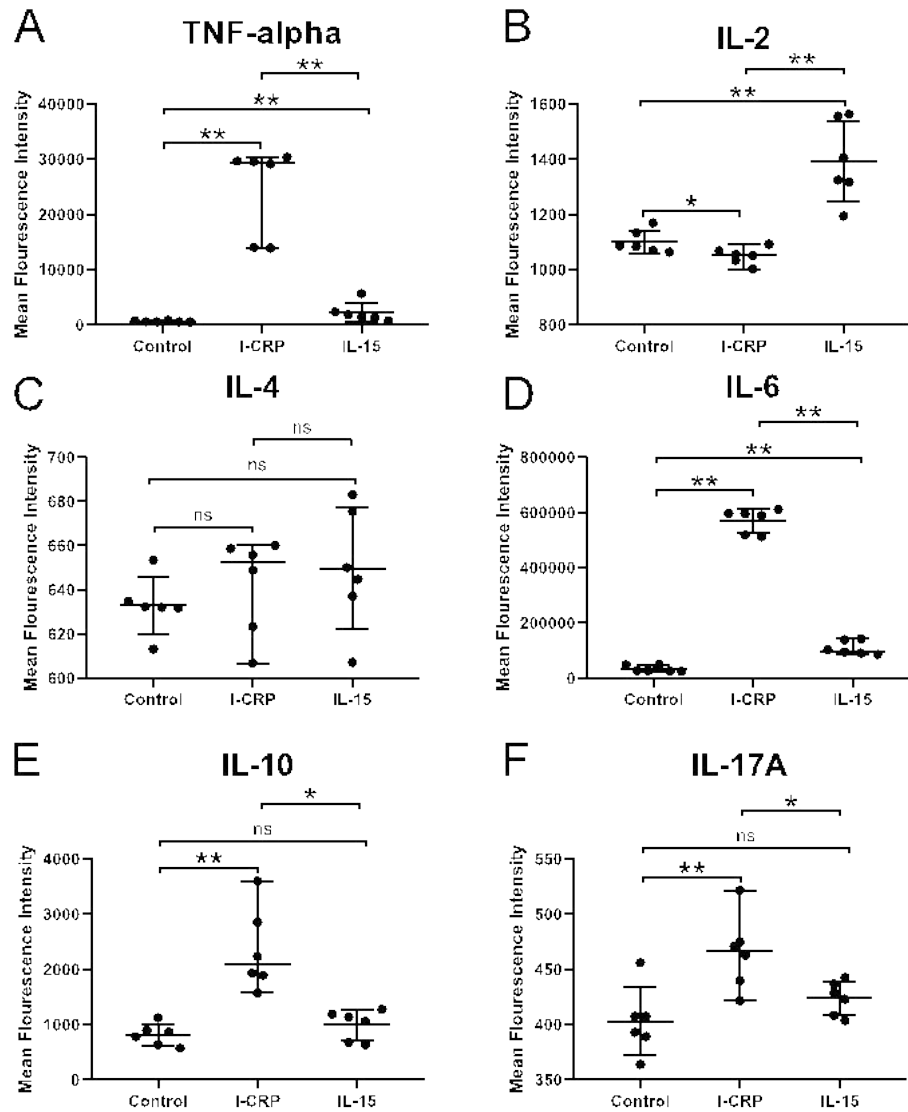 A
TNF-alpha
**
**
**
Mean Flourescence Intensity
40000
30000
20000
10000
0
Control
I-CRP
IL-15
B
IL-2
**
**
*
Mean Flourescence Intensity
1600
1400
1200
1000
800
Control
I-CRP
IL-15
C
IL-4
ns
ns
ns
Mean Flourescence Intensity
700
680
660
640
620
600
Control
I-CRP
IL-15
D
IL-6
**
**
**
Mean Flourescence Intensity
800000
600000
400000
200000
0
Control
I-CRP
IL-15
E
IL-10
*
ns
**
Mean Flourescence Intensity
4000
3000
2000
1000
0
Control
I-CRP
IL-15
F
IL-17A
*
ns
**
Mean Flourescence Intensity
550
500
450
400
350
Control
I-CRP
IL-15